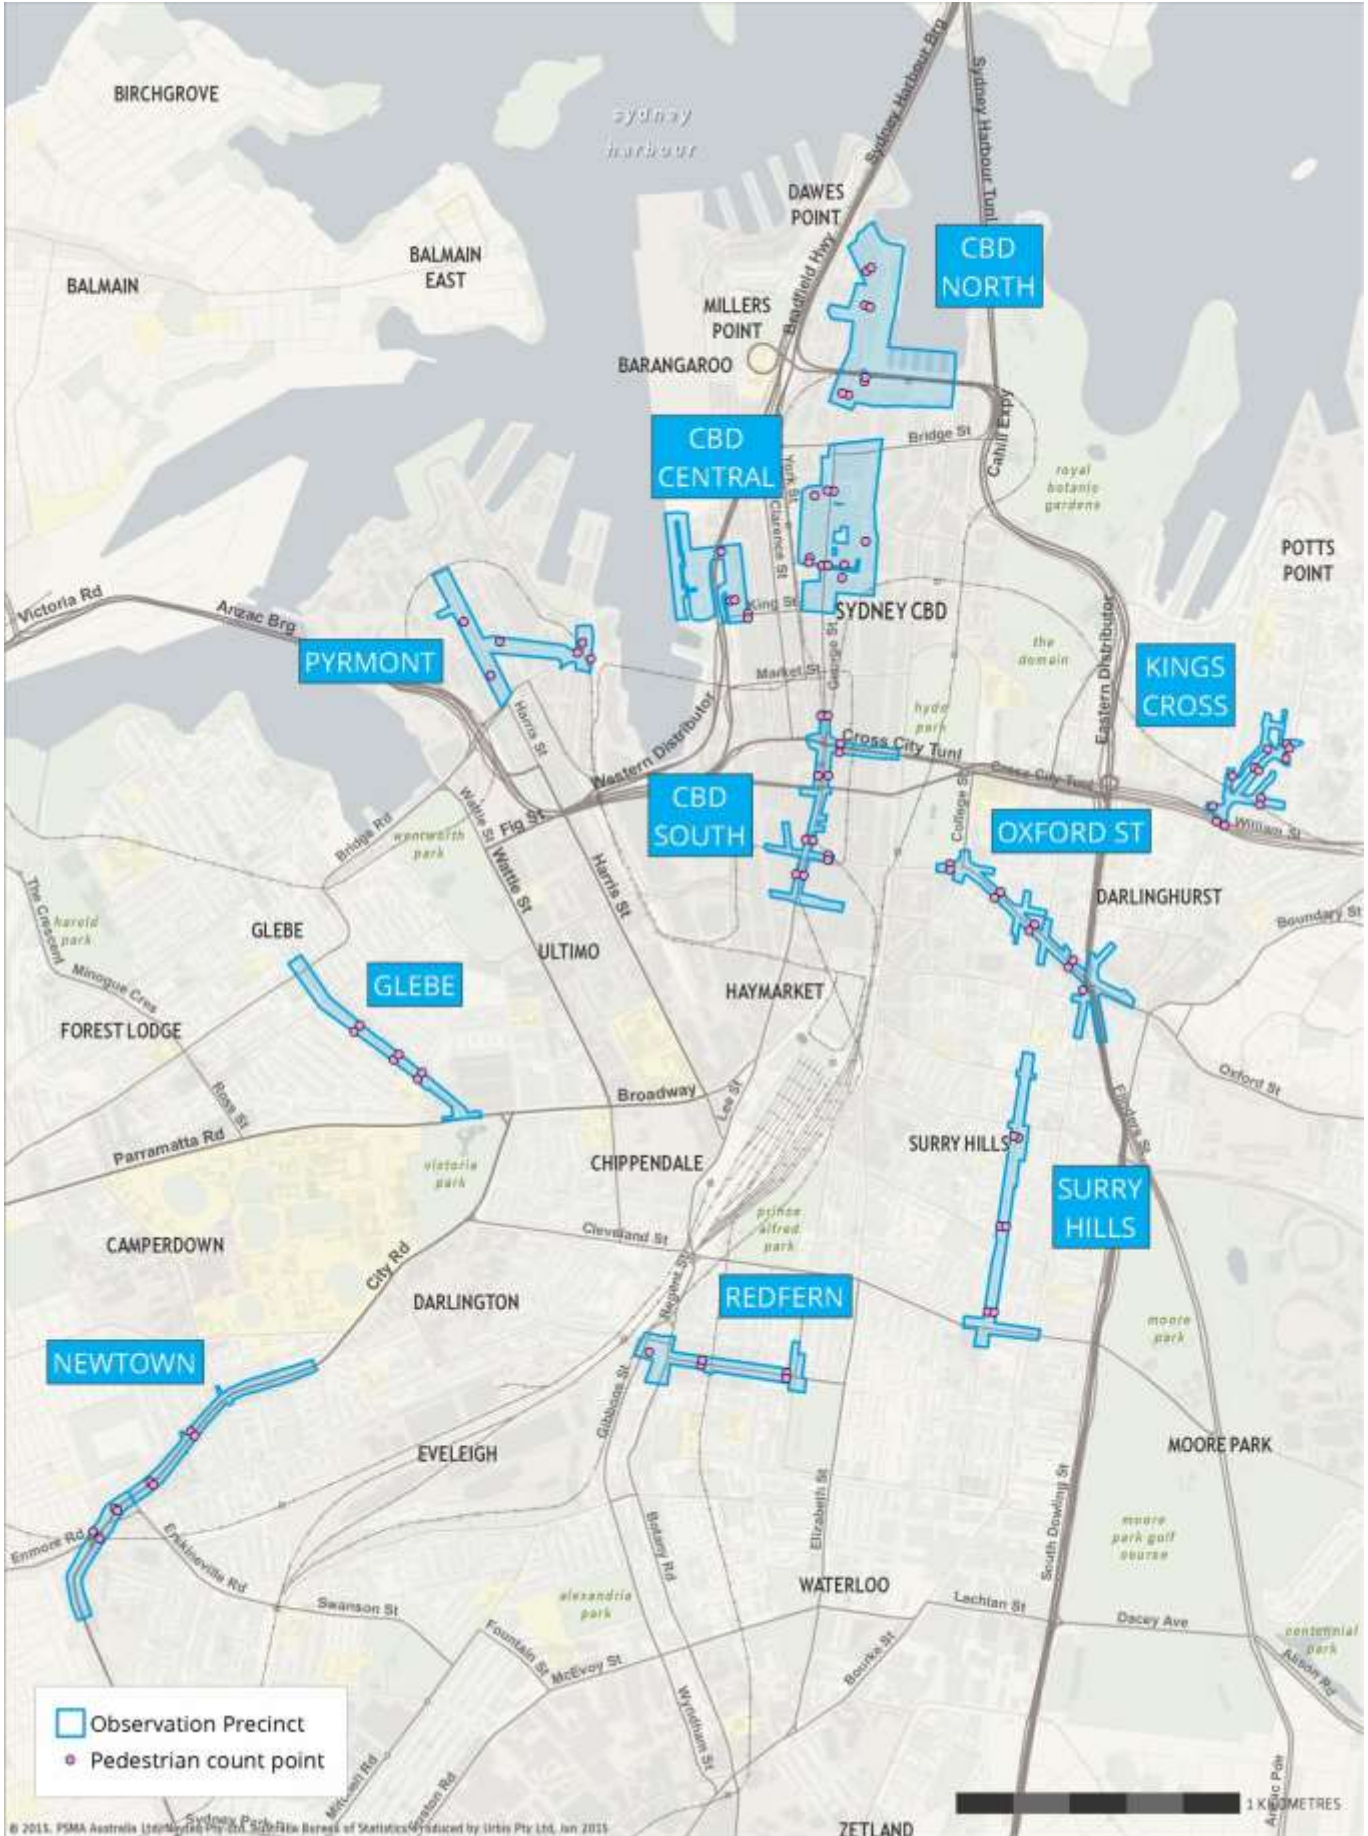 BIRCHGROVE
sydney
harbour
Sydney Harbour Brg
Sydney Harbour Tunl
DAWES
POINT
CBD
NORTH
BALMAIN
EAST
BALMAIN
Bradfield Hwy
MILLERS
POINT
BARANGAROO
Cahill Expy
CBD
CENTRAL
Bridge St
York St
Clarence St
royal
botanic
gardens
POTTS
POINT
Victoria Rd
Anzac Brg
King St
SYDNEY CBD
George St
PYRMONT
Market St
the
domain
Eastern Distributor
KINGS
CROSS
Harris St
hyde
park
Western Distributor
Cross City Tunl
Cross City Tunl
CBD
SOUTH
College St
William St
OXFORD ST
Wattle St
Fig St
Bridge Rd
wentworth
park
Wattle St
Harris St
The Crescent
harold
park
DARLINGHURST
Boundary St
GLEBE
ULTIMO
GLEBE
HAYMARKET
Minogue Cres
FOREST LODGE
Ross St
Broadway
Lee St
Oxford St
Flinders St
Parramatta Rd
victoria
park
CHIPPENDALE
SURRY HILLS
SURRY
HILLS
prince
alfred
park
CAMPERDOWN
Cleveland St
City Rd
Regent St
DARLINGTON
REDFERN
moore
park
NEWTOWN
Gibbons St
EVELEIGH
MOORE PARK
Enmore Rd
Erskineville Rd
Botany Rd
Elizabeth St
South Dowling St
moore
park golf
course
Swanson St
alexandria
park
WATERLOO
Lachlan St
Dacey Ave
Fountain St
McEvoy St
Bourke St
centennial
park
Alison Rd
Wyndham St
Observation Precinct
Pedestrian count point
1 KILOMETRES
ZETLAND